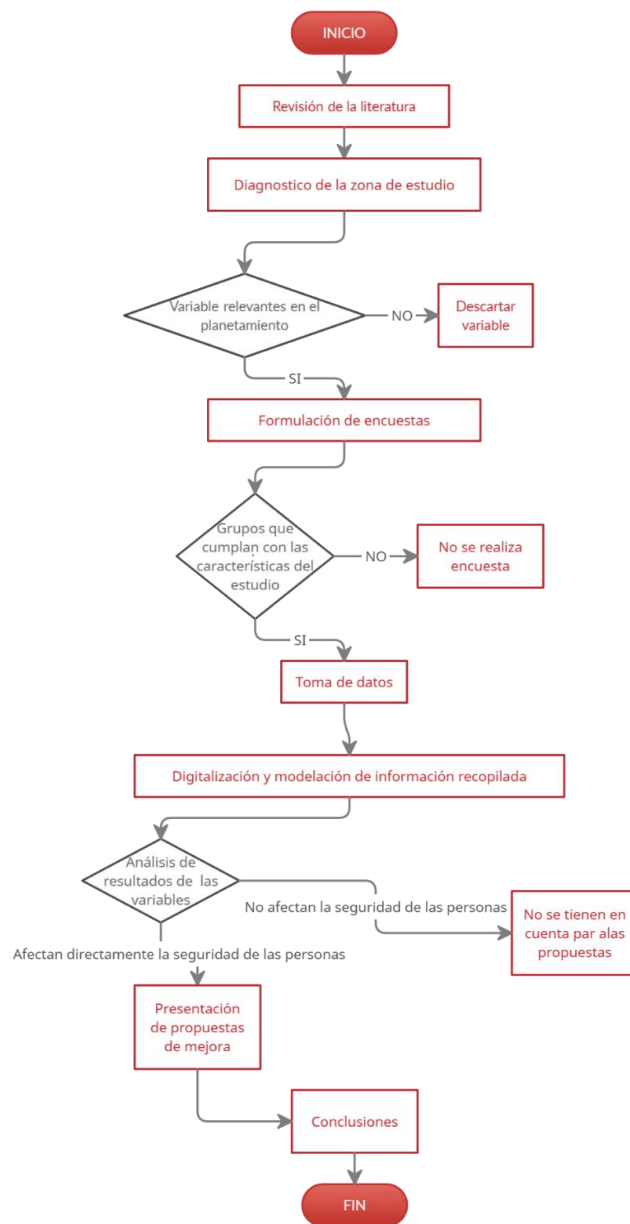 INICIO
Revisión de la literatura
Diagnostico de la zona de estudio
Variable relevantes en el
planetamiento
NO
Descartar
variable
SI
Formulación de encuestas
Grupos que
cumplan con las
características del
estudio
NO
No se realiza
encuesta
SI
Toma de datos
Digitalización y modelación de información recopilada
Análisis de
resultados de las
variables
No afectan la seguridad de las personas
No se tienen en
cuenta par alas
propuestas
Afectan directamente la seguridad de las personas
Presentación
de propuestas
de mejora
Conclusiones
FIN